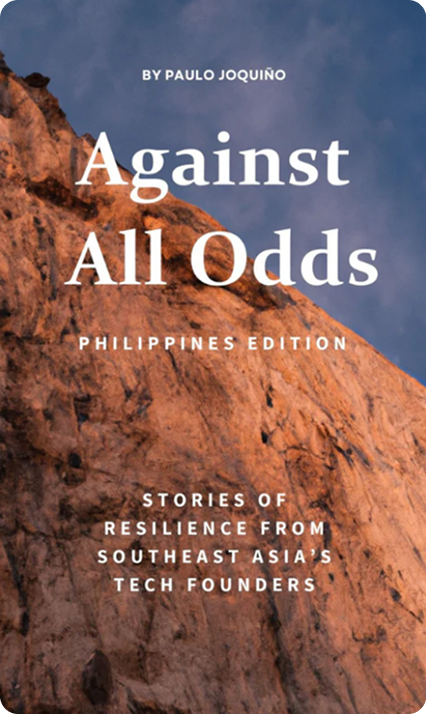 BY PAULO JOQUIÑO
Against
All Odds
PHILIPPINES EDITION
STORIES OF
RESILIENCE FROM
SOUTHEAST ASIA'S
TECH FOUNDERS